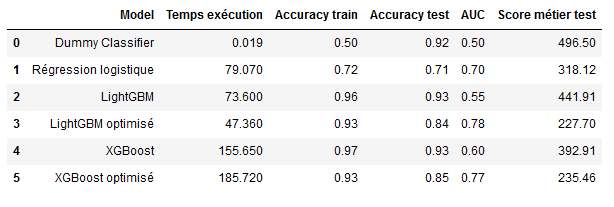 Model Temps exécution Accuracy train Accuracy test AUC Score métier test
0 Dummy Classifier 0.019 0.50 0.92 0.50 496.50
1 Régression logistique 79.070 0.72 0.71 0.70 318.12
2 LightGBM 73.600 0.96 0.93 0.55 441.91
3 LightGBM optimisé 47.360 0.93 0.84 0.78 227.70
4 XGBoost 155.650 0.97 0.93 0.60 392.91
5 XGBoost optimisé 185.720 0.93 0.85 0.77 235.46